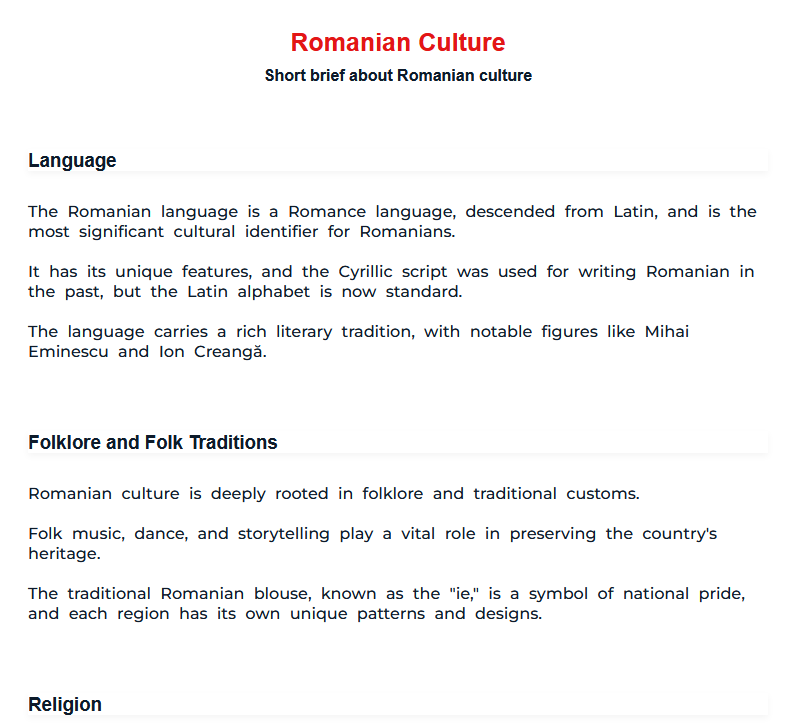 Romanian Culture
Short brief about Romanian culture
Language
The Romanian language is a Romance language, descended from Latin, and is the
most significant cultural identifier for Romanians.
It has its unique features, and the Cyrillic script was used for writing Romanian in
the past, but the Latin alphabet is now standard.
The language carries a rich literary tradition, with notable figures like Mihai
Eminescu and Ion Creangă.
Folklore and Folk Traditions
Romanian culture is deeply rooted in folklore and traditional customs.
Folk music, dance, and storytelling play a vital role in preserving the country's
heritage.
The traditional Romanian blouse, known as the "ie," is a symbol of national pride,
and each region has its own unique patterns and designs.
Religion